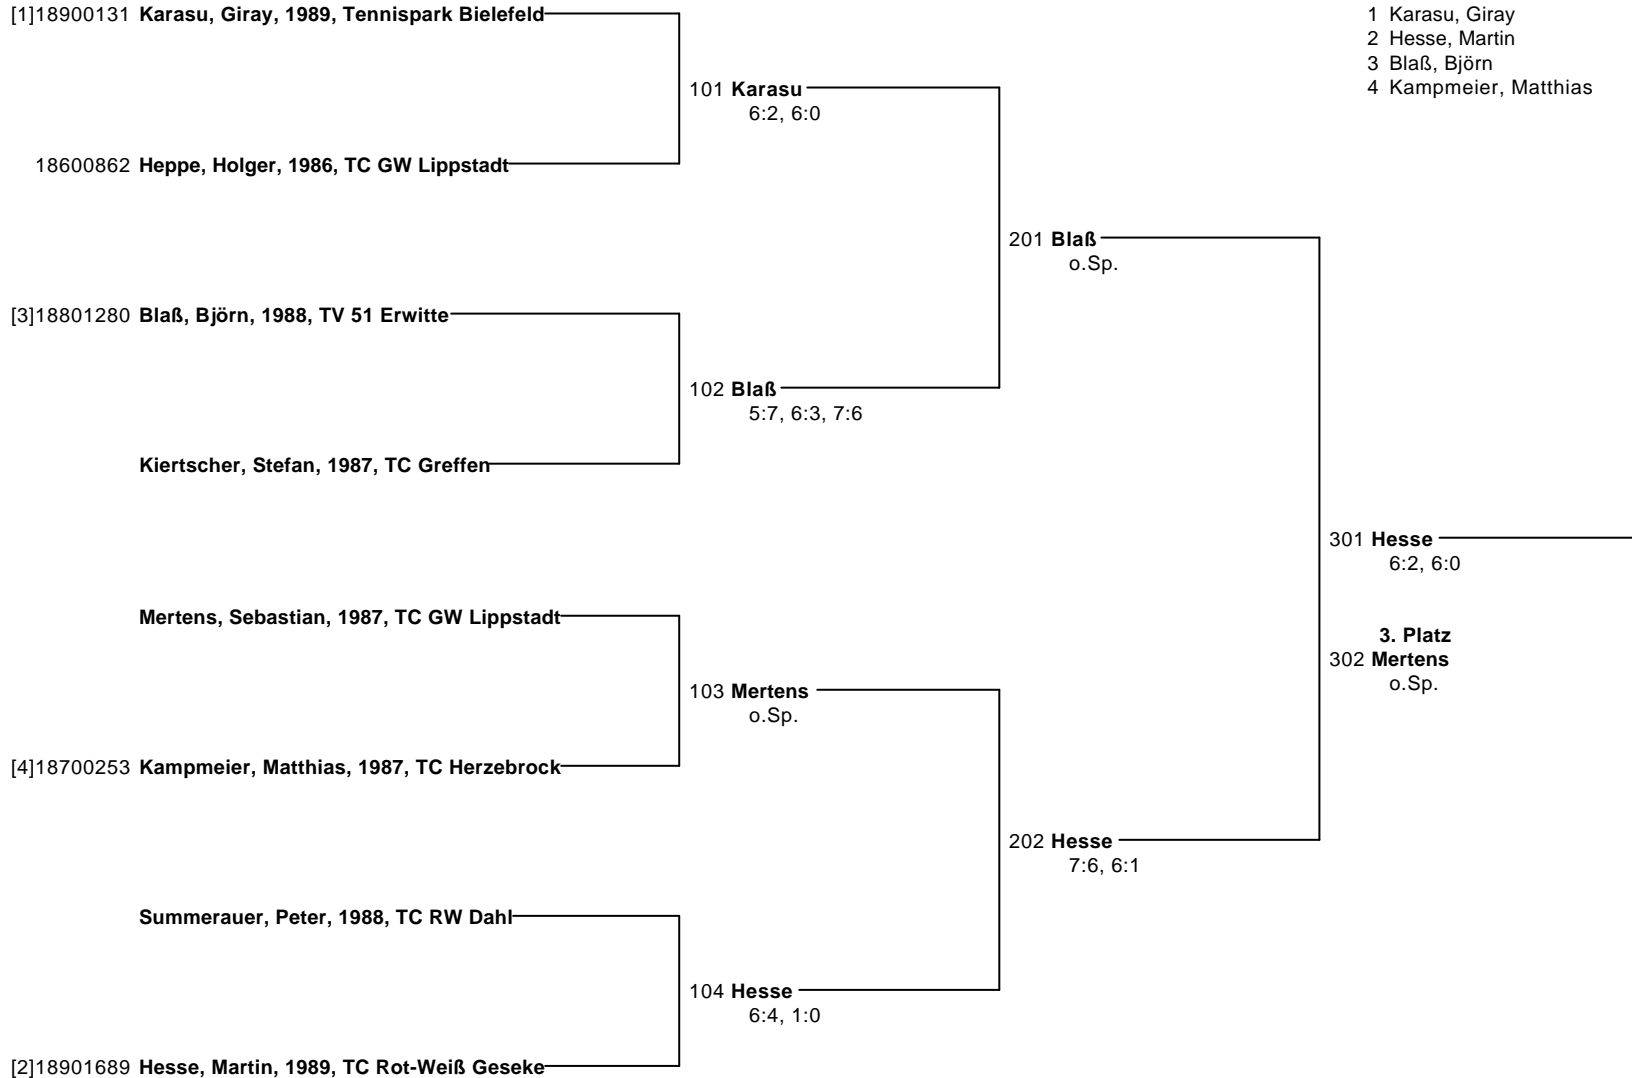 [1]18900131 Karasu, Giray, 1989, Tennispark Bielefeld
1 Karasu, Giray
2 Hesse, Martin
3 Blaß, Björn
4 Kampmeier, Matthias
101 Karasu
6:2, 6:0
18600862 Heppe, Holger, 1986, TC GW Lippstadt
201 Blaß
o.Sp.
[3]18801280 Blaß, Björn, 1988, TV 51 Erwitte
102 Blaß
5:7, 6:3, 7:6
Kiertscher, Stefan, 1987, TC Greffen
301 Hesse
6:2, 6:0
Mertens, Sebastian, 1987, TC GW Lippstadt
3. Platz
302 Mertens
o.Sp.
103 Mertens
o.Sp.
[4]18700253 Kampmeier, Matthias, 1987, TC Herzebrock
202 Hesse
7:6, 6:1
Summerauer, Peter, 1988, TC RW Dahl
104 Hesse
6:4, 1:0
[2]18901689 Hesse, Martin, 1989, TC Rot-Weiß Geseke